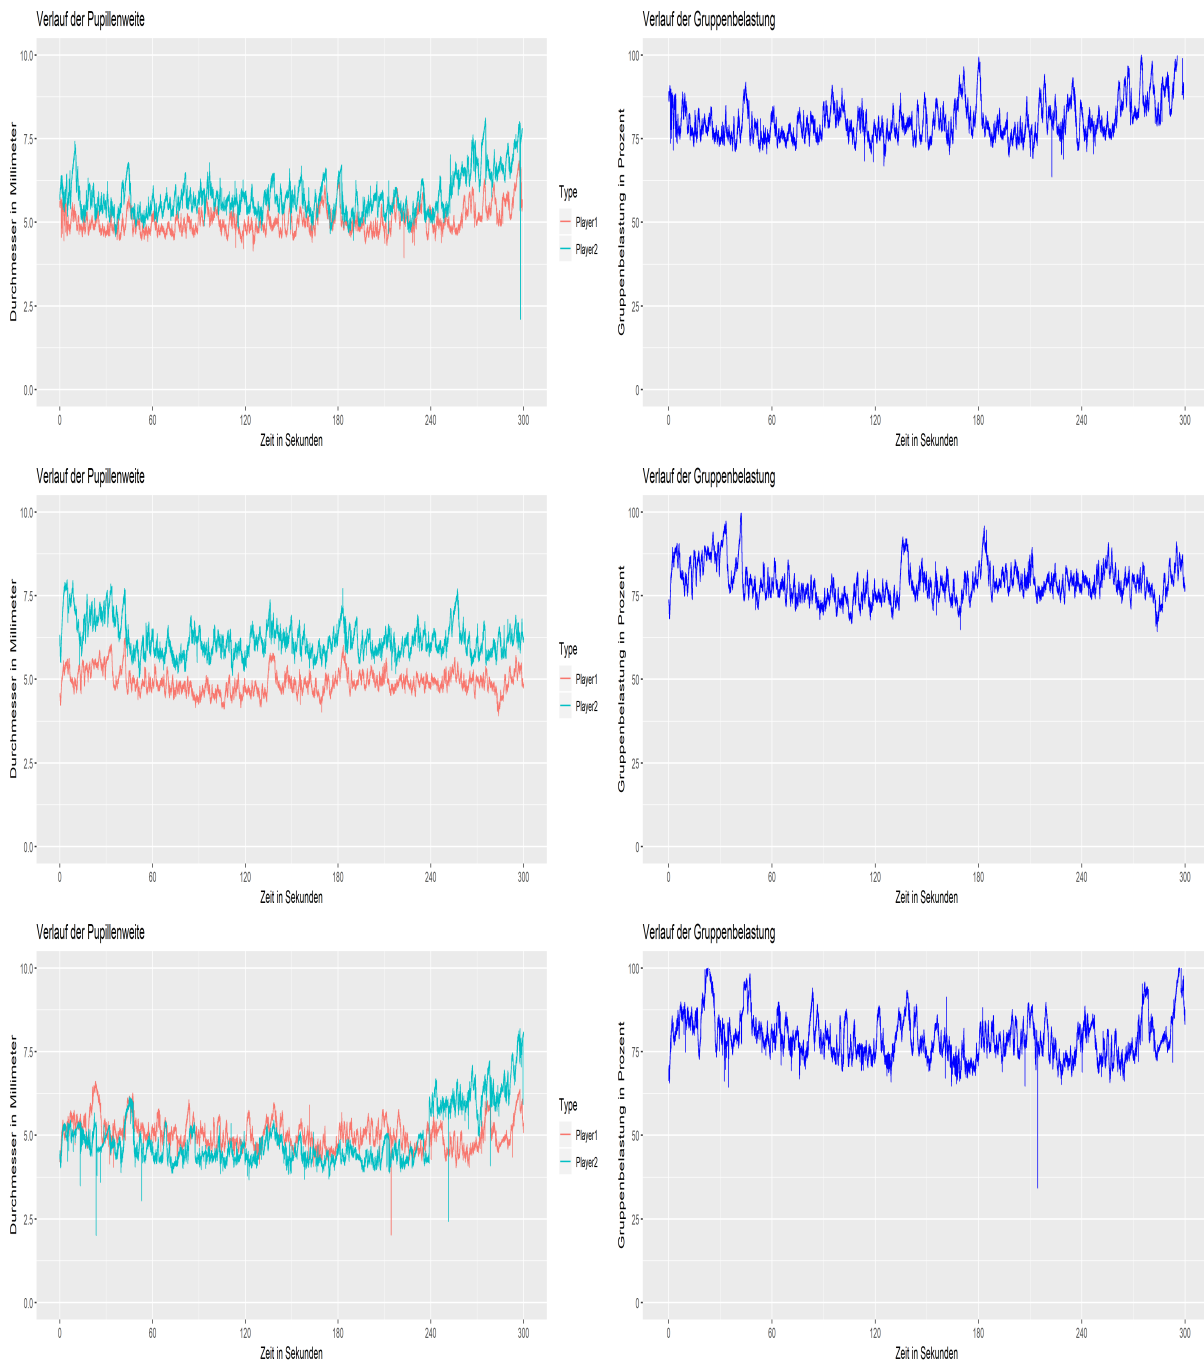 Verlauf der Pupillenweite
Verlauf der Gruppenbelastung
Durchmesser in Millimeter
10.0
7.5
5.0
2.5
0.0
0 60 120 180 240 300
Zeit in Sekunden
Type
Player1
Player2
Gruppenbelastung in Prozent
100
75
50
25
0
0 60 120 180 240 300
Zeit in Sekunden
Verlauf der Pupillenweite
Verlauf der Gruppenbelastung
Durchmesser in Millimeter
10.0
7.5
5.0
2.5
0.0
0 60 120 180 240 300
Zeit in Sekunden
Type
Player1
Player2
Gruppenbelastung in Prozent
100
75
50
25
0
0 60 120 180 240 300
Zeit in Sekunden
Verlauf der Pupillenweite
Verlauf der Gruppenbelastung
Durchmesser in Millimeter
10.0
7.5
5.0
2.5
0.0
0 60 120 180 240 300
Zeit in Sekunden
Type
Player1
Player2
Gruppenbelastung in Prozent
100
75
50
25
0
0 60 120 180 240 300
Zeit in Sekunden